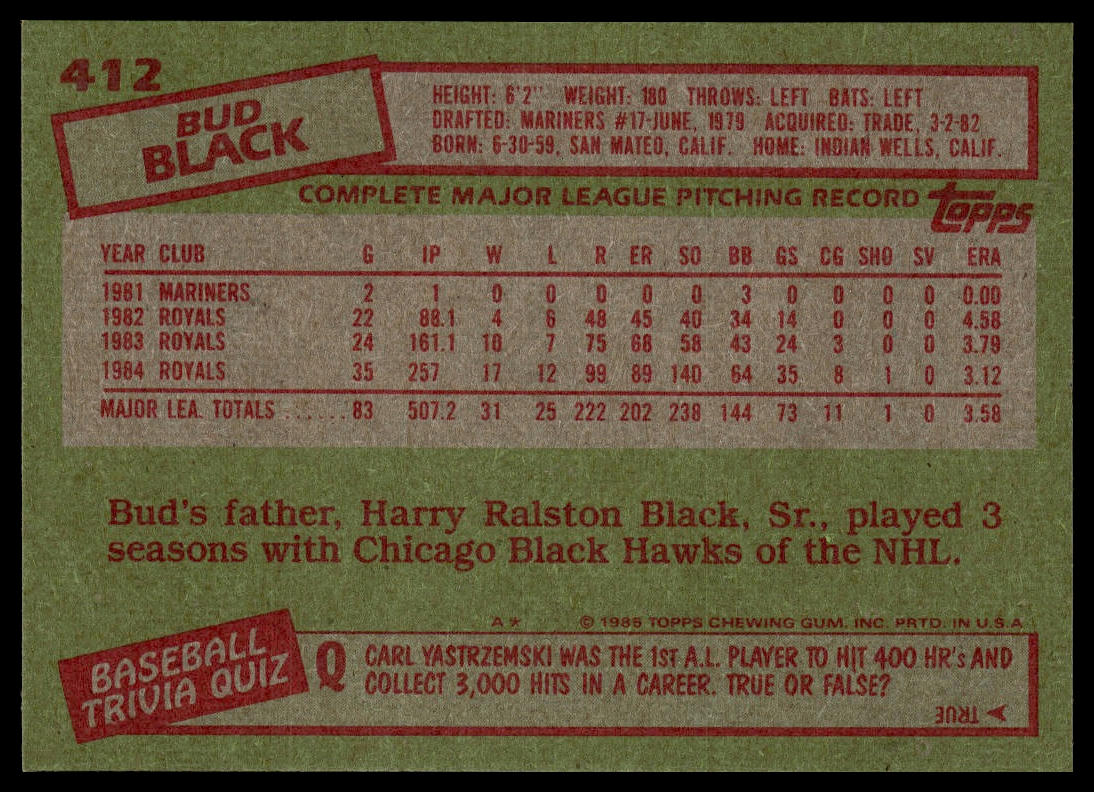 412
BUD
BLACK
HEIGHT: 6'2" WEIGHT: 180 THROWS: LEFT BATS: LEFT
DRAFTED: MARINERS #17-JUNE, 1979 ACQUIRED: TRADE, 3-2-82
BORN: 6-30-59, SAN MATEO, CALIF. HOME: INDIAN WELLS, CALIF.
COMPLETE MAJOR LEAGUE PITCHING RECORD topps
YEAR CLUB G IP W L R ER SO BB GS CG SHO SV ERA
1981 MARINERS 2 1 0 0 0 0 0 3 0 0 0 0 0.00
1982 ROYALS 22 88.1 4 6 48 45 40 34 14 0 0 0 4.58
1983 ROYALS 24 161.1 10 7 75 68 58 43 24 3 0 0 3.79
1984 ROYALS 35 257 17 12 99 89 140 64 35 8 1 0 3.12
MAJOR LEA. TOTALS ...... 83 507.2 31 25 222 202 238 144 73 11 1 0 3.58
Bud's father, Harry Ralston Black, Sr., played 3
seasons with Chicago Black Hawks of the NHL.
A* © 1985 TOPPS CHEWING GUM, INC. PRTD. IN U.S.A
BASEBALL
TRIVIA QUIZ
Q CARL YASTRZEMSKI WAS THE 1ST A.L. PLAYER TO HIT 400 HR's AND
COLLECT 3,000 HITS IN A CAREER. TRUE OR FALSE?
TRUE